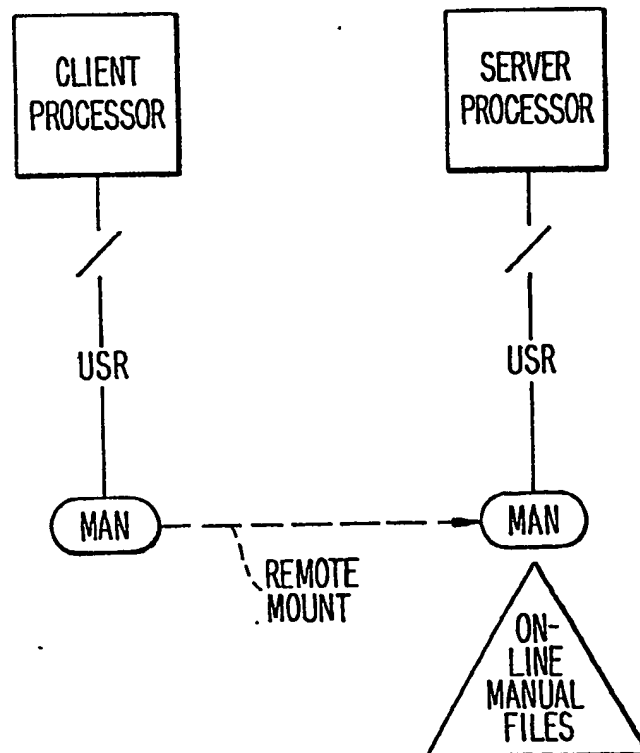 CLIENT
PROCESSOR
SERVER
PROCESSOR
/
/
USR
USR
MAN
MAN
REMOTE
MOUNT
ON-
LINE
MANUAL
FILES